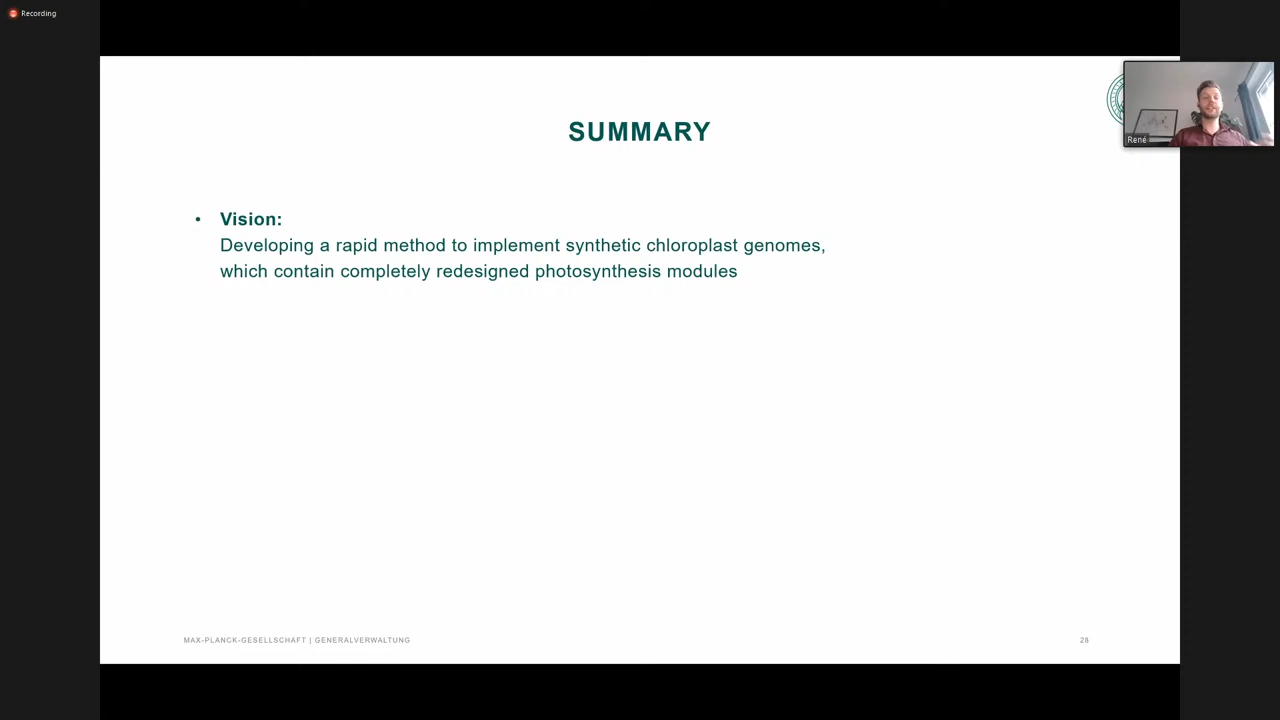 Recording
SUMMARY
René
• Vision:
Developing a rapid method to implement synthetic chloroplast genomes,
which contain completely redesigned photosynthesis modules
MAX-PLANCK-GESELLSCHAFT | GENERALVERWALTUNG
28